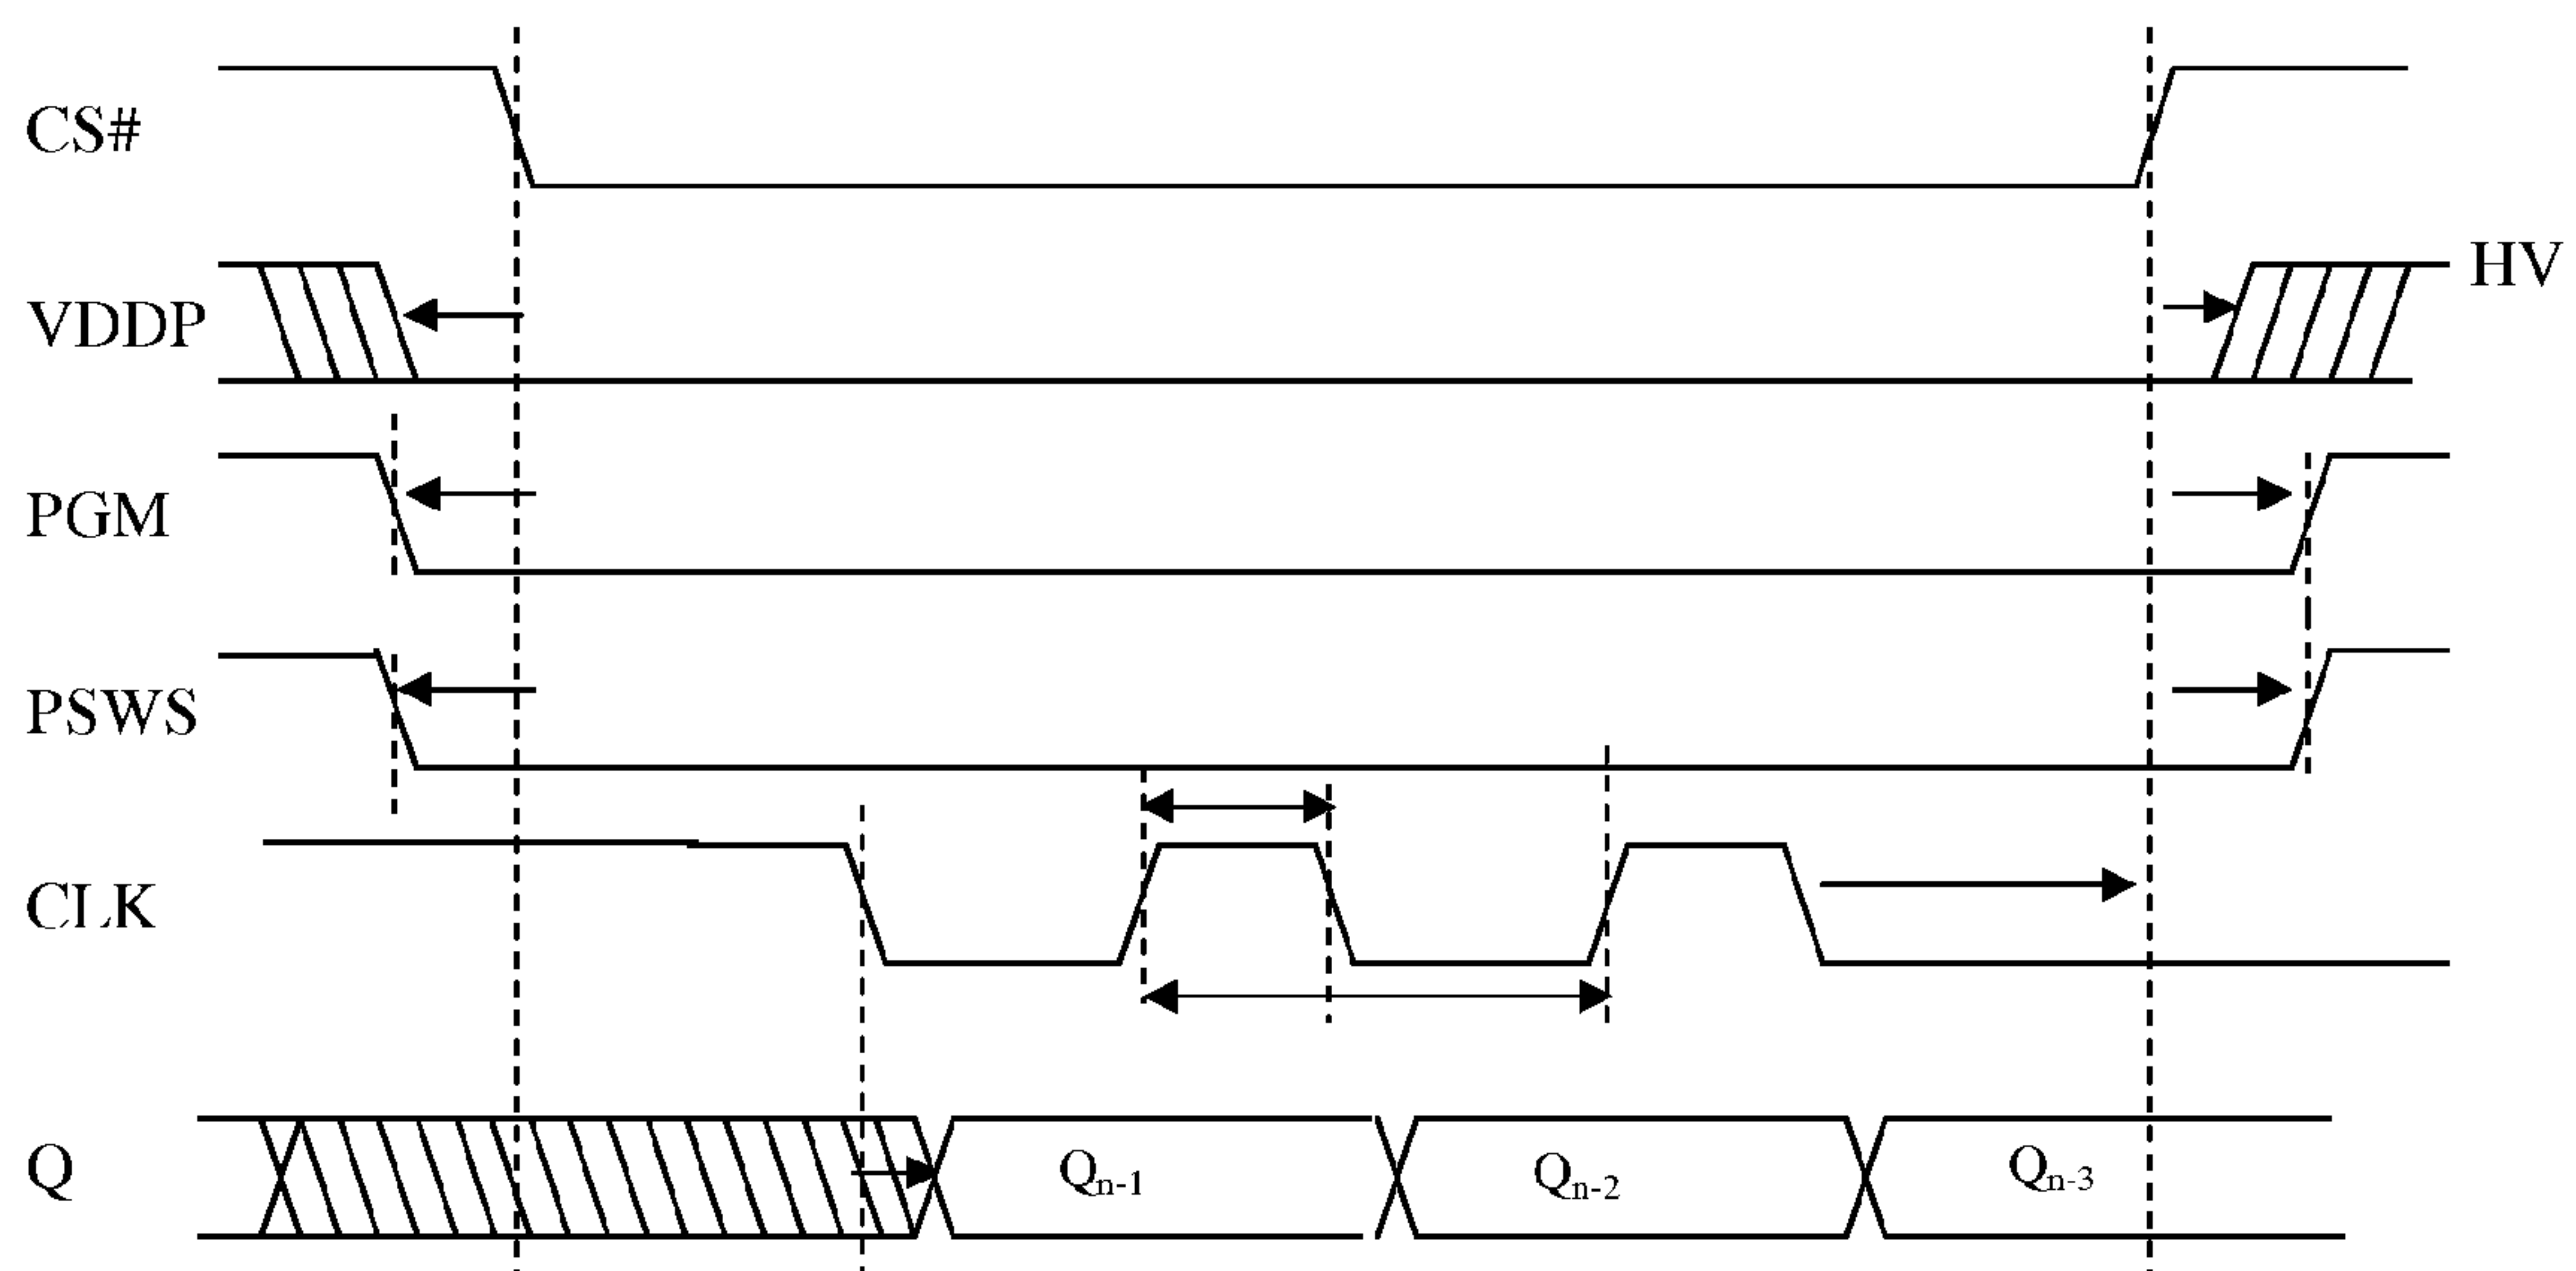 CS#
HV
VDDP
PGM
PSWS
CLK
Q
Qn-1
Qn-2
Qn-3